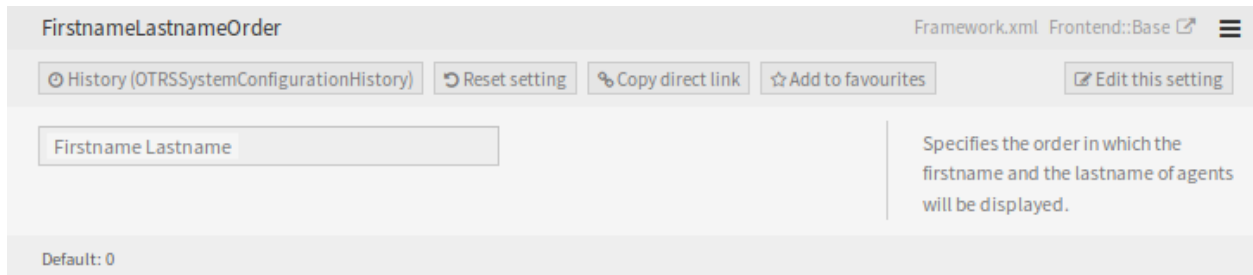 FirstnameLastnameOrder Framework.xml Frontend::Base
History (OTRSSystemConfigurationHistory) Reset setting Copy direct link Add to favourites Edit this setting
Firstname Lastname
Specifies the order in which the
firstname and the lastname of agents
will be displayed.
Default: 0